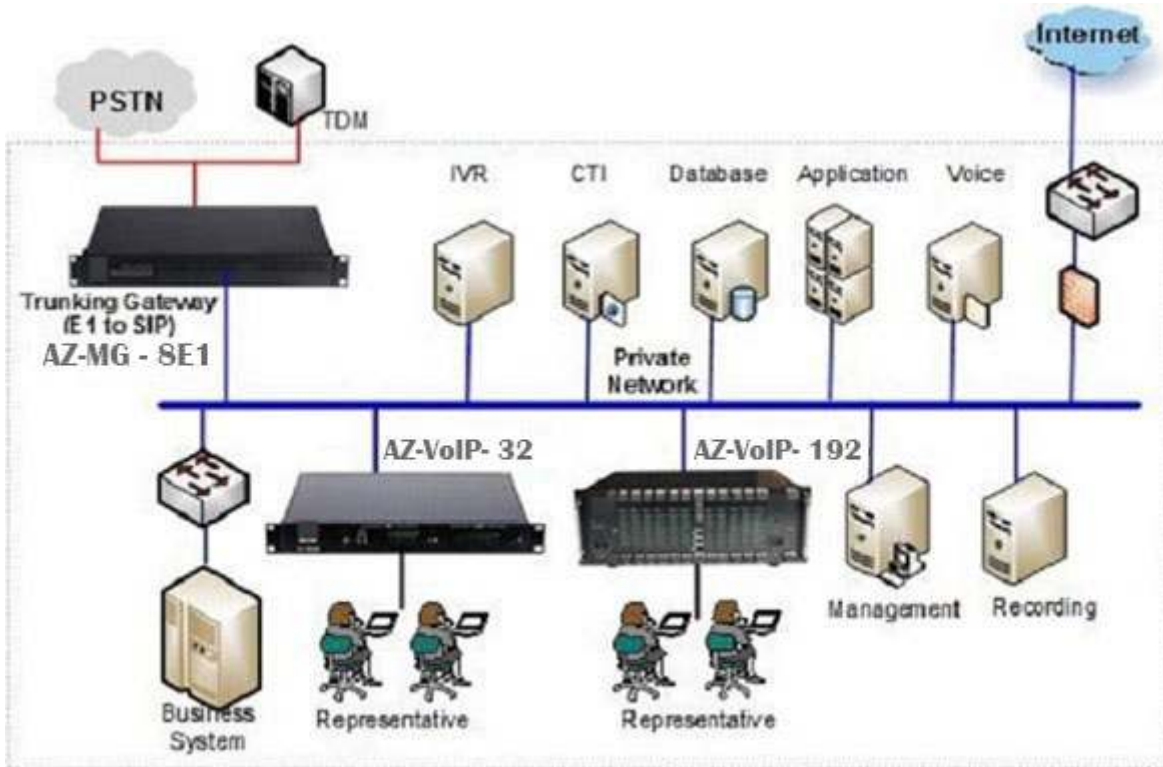 Internet
PSTN
TDM
IVR
CTI
Database
Application
Voice
Trunking Gateway
(E1 to SIP)
AZ-MG - 8E1
Private
Network
AZ-VoIP- 32
AZ-VoIP- 192
Management
Recording
Business
System
Representative
Representative